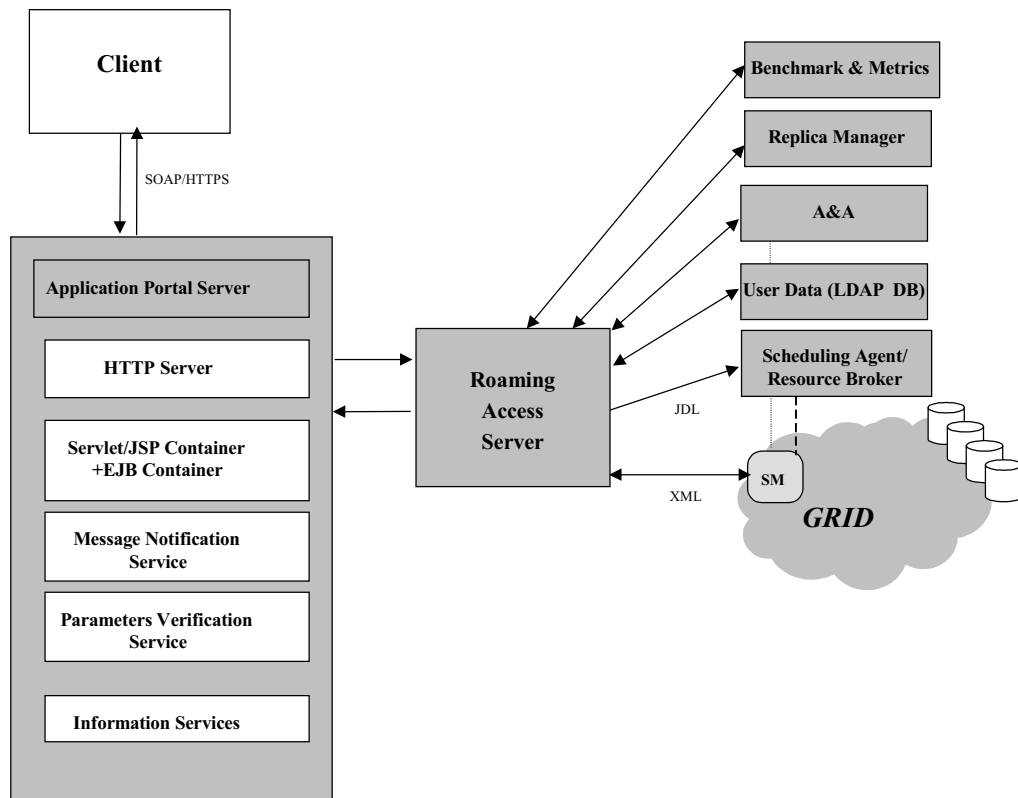 Client
SOAP/HTTPS
Application Portal Server
HTTP Server
Servlet/JSP Container
+EJB Container
Message Notification
Service
Parameters Verification
Service
Information Services
Roaming
Access
Server
Benchmark & Metrics
Replica Manager
A&A
User Data (LDAP DB)
Scheduling Agent/
Resource Broker
JDL
XML
SM
GRID